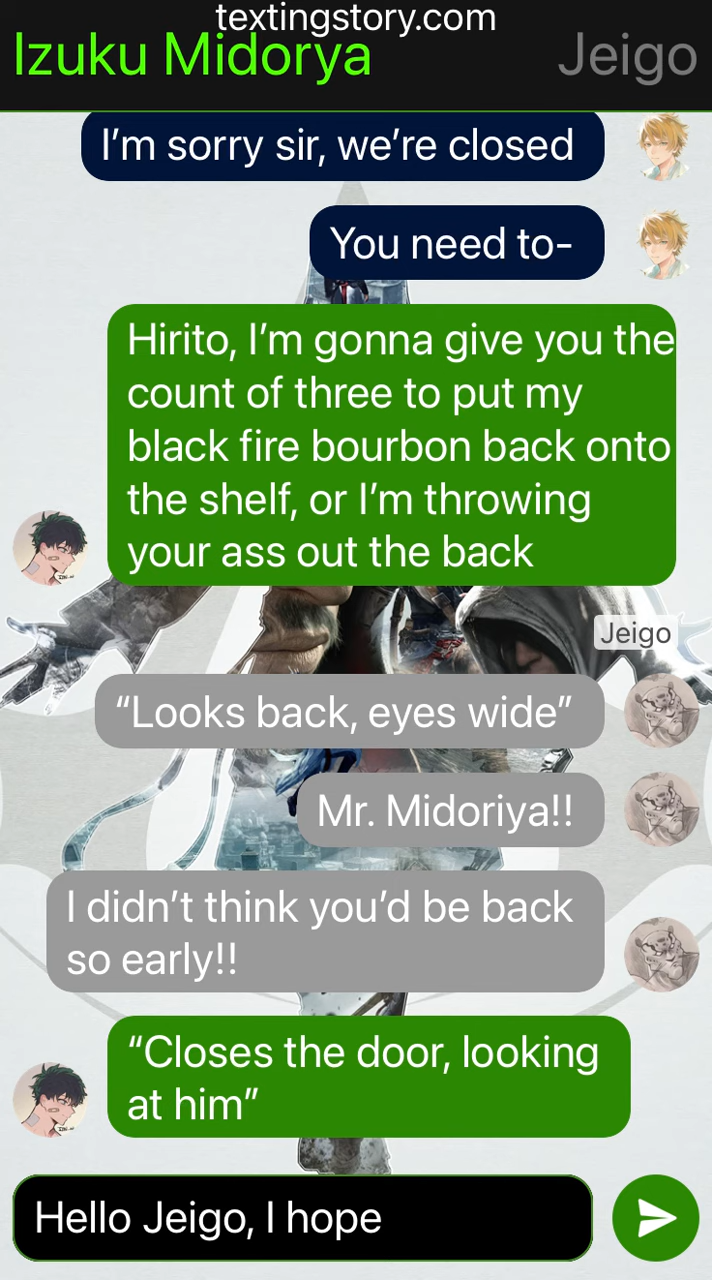 textingstory.com
Izuku Midorya
Jeigo
I’m sorry sir, we’re closed
You need to-
Hirito, I’m gonna give you the
count of three to put my
black fire bourbon back onto
the shelf, or I’m throwing
your ass out the back
Jeigo
“Looks back, eyes wide”
Mr. Midoriya!!
I didn’t think you’d be back
so early!!
“Closes the door, looking
at him”
Hello Jeigo, I hope